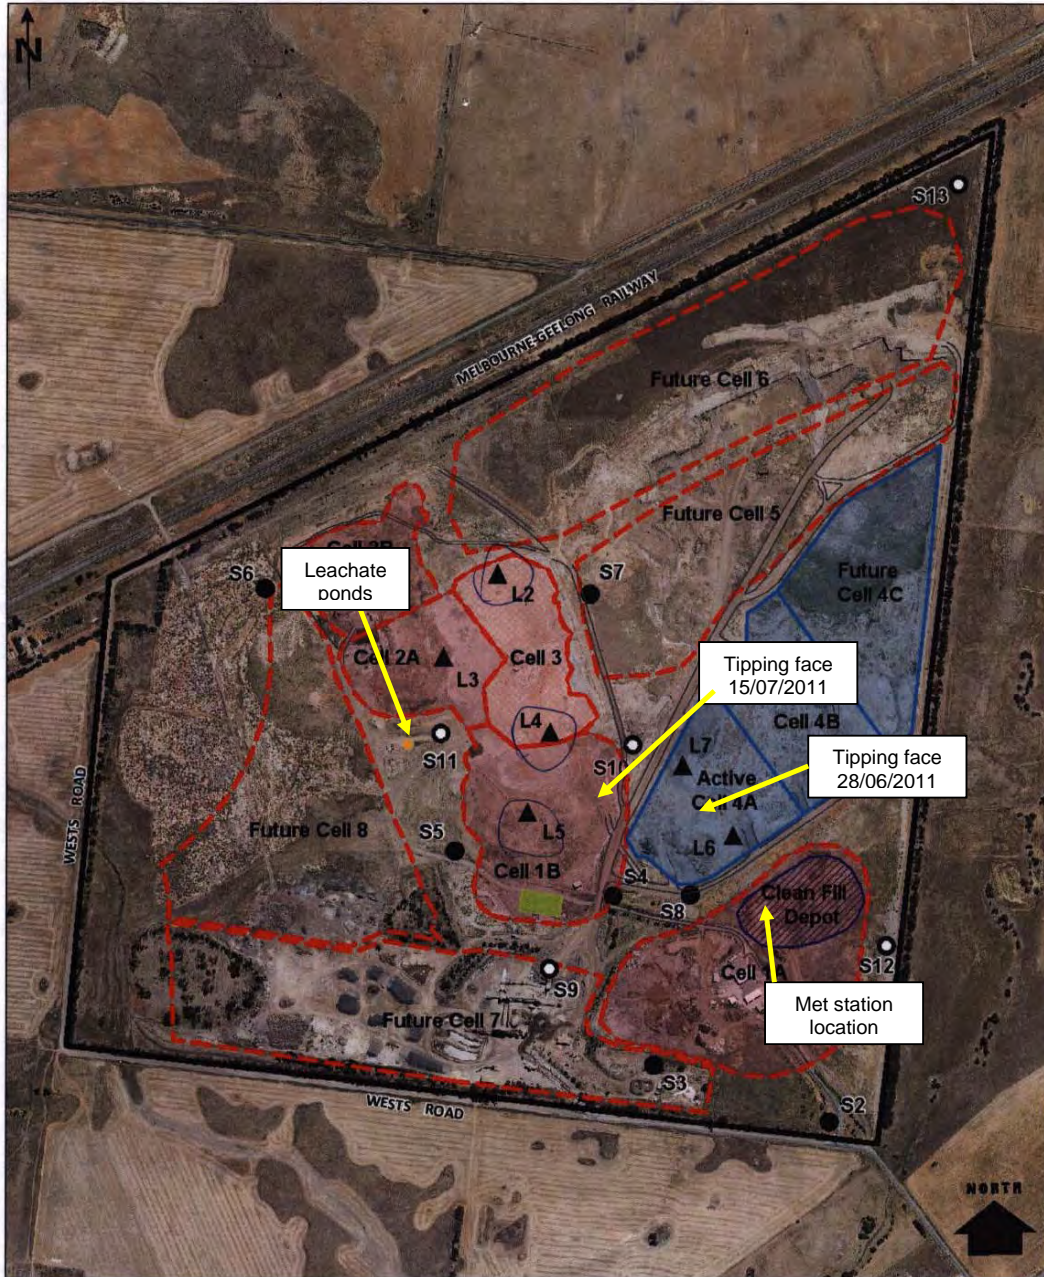 N
S13
MELBOURNE-GEELONG RAILWAY
Future Cell 6
Future Cell 5
Future
Cell 4C
S6
Leachate
ponds
S7
L2
Cell 2A
L3
Cell 3
Tipping face
15/07/2011
L4
Cell 4B
S11
S10
L7
Active
Cell 4A
Tipping face
28/06/2011
WESTS ROAD
Future Cell 8
S5
L5
L6
Cell 1B
S4
S8
Clean Fill
Depot
S12
Cell 1A
S9
Met station
location
Future Cell 7
S3
WESTS ROAD
S2
NORTH